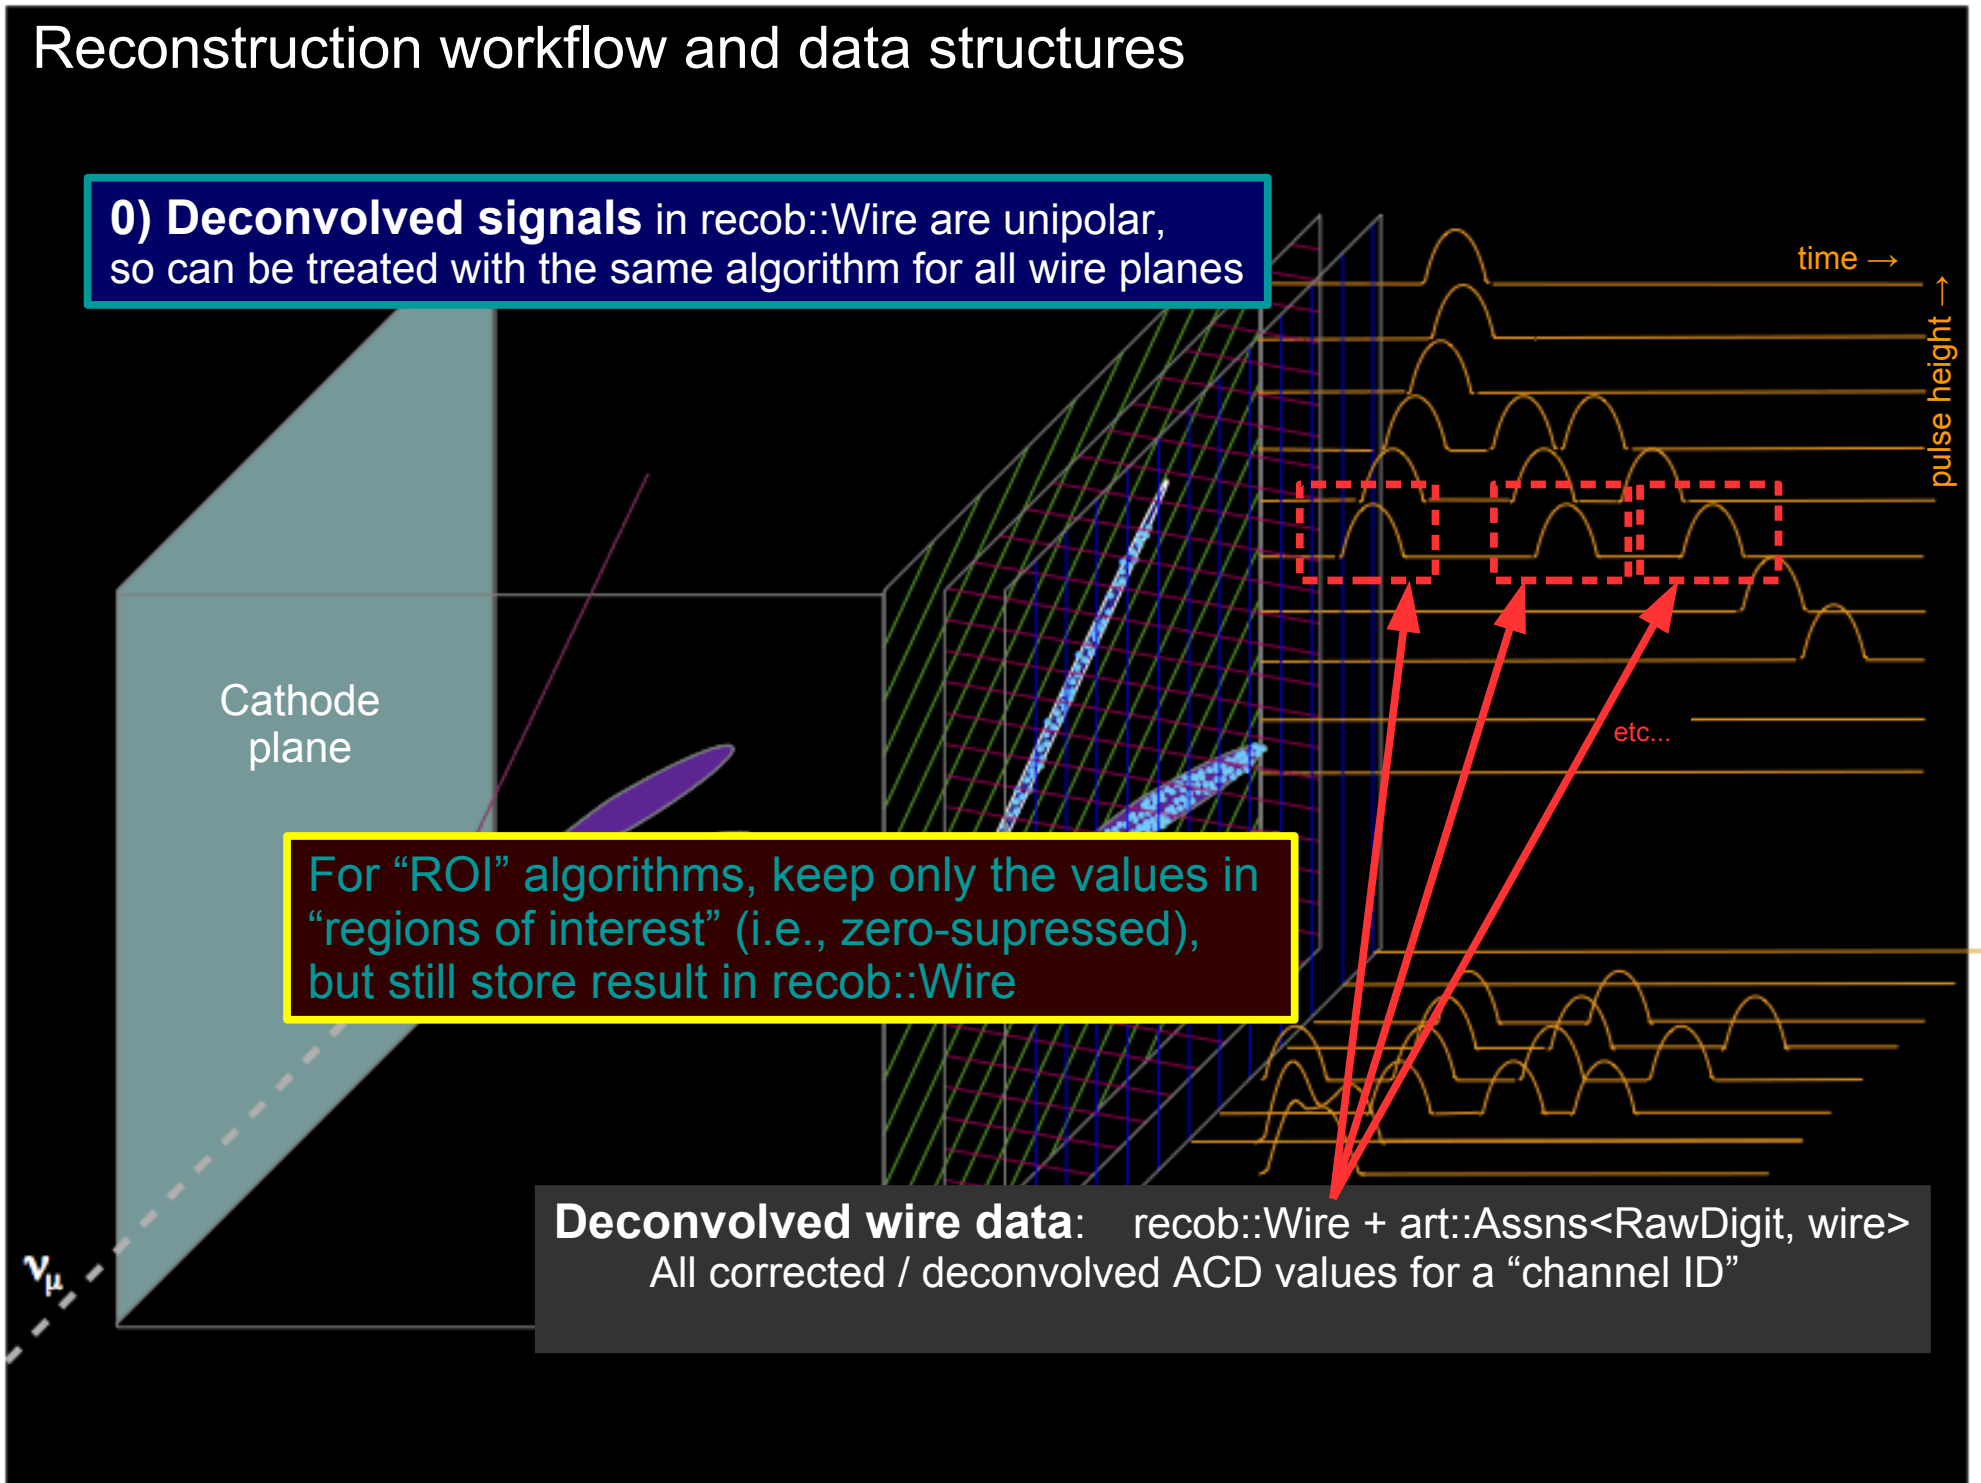 Reconstruction workflow and data structures
0) Deconvolved signals in recob::Wire are unipolar,
so can be treated with the same algorithm for all wire planes
time →
pulse height →
Cathode
plane
etc...
For “ROI” algorithms, keep only the values in
“regions of interest” (i.e., zero-supressed),
but still store result in recob::Wire
Deconvolved wire data: recob::Wire + art::Assns<RawDigit, wire>
All corrected / deconvolved ACD values for a “channel ID”
νμ